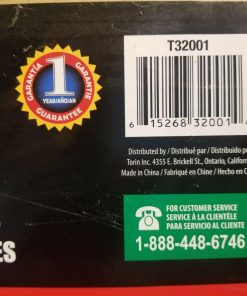 GARANTÍA
GARANTIE
1
YEAR/AÑO/AN
GUARANTEE
T32001
6 15268 32001
Distributed by / Distribué par / Distribuido p
Torin Inc. 4355 E. Brickell St., Ontario, Californ
Made in China / Fabriqué en Chine / Hecho en C
FOR CUSTOMER SERVICE
SERVICE À LA CLIENTÈLE
PARA SERVICIO AL CLIENTE
1-888-448-6746
ES